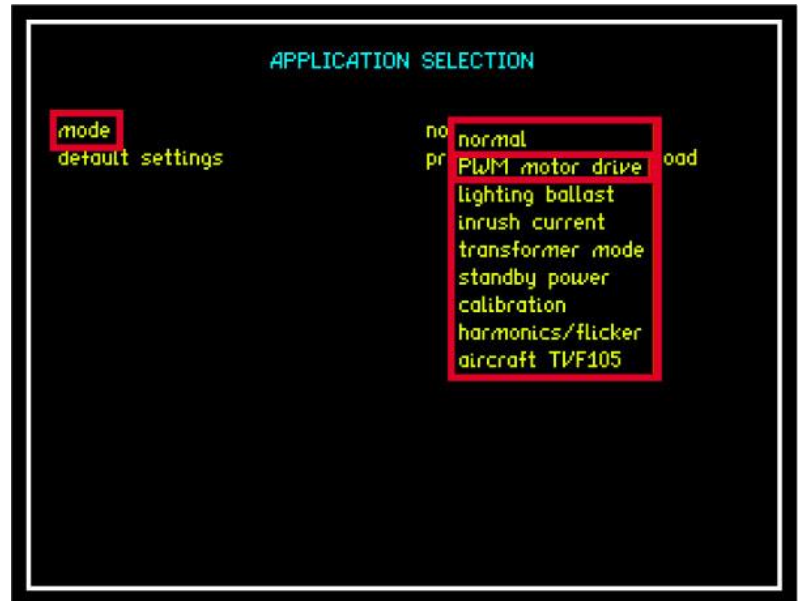 APPLICATION SELECTION
mode no normal
default settings pr PWM motor drive oad
lighting ballast
inrush current
transformer mode
standby power
calibration
harmonics/flicker
aircraft TVF105